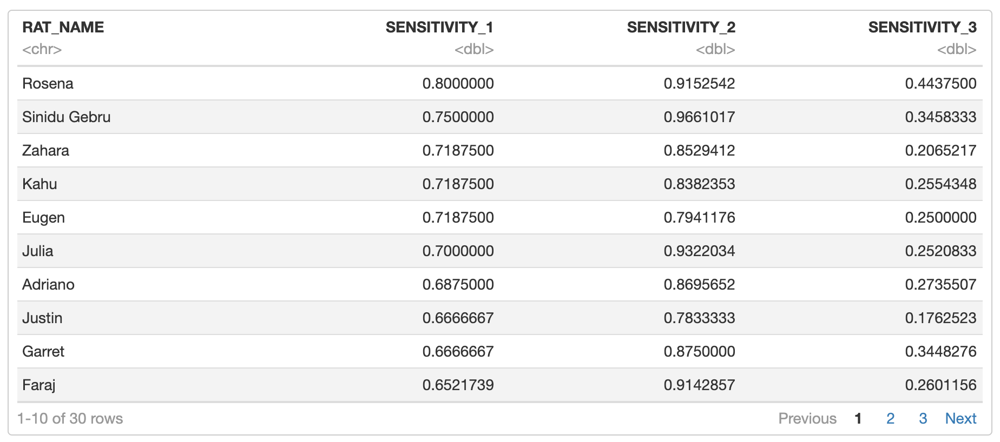 RAT_NAME SENSITIVITY_1 SENSITIVITY_2 SENSITIVITY_3
<chr> <dbl> <dbl> <dbl>
Rosena 0.8000000 0.9152542 0.4437500
Sinidu Gebru 0.7500000 0.9661017 0.3458333
Zahara 0.7187500 0.8529412 0.2065217
Kahu 0.7187500 0.8382353 0.2554348
Eugen 0.7187500 0.7941176 0.2500000
Julia 0.7000000 0.9322034 0.2520833
Adriano 0.6875000 0.8695652 0.2735507
Justin 0.6666667 0.7833333 0.1762523
Garret 0.6666667 0.8750000 0.3448276
Faraj 0.6521739 0.9142857 0.2601156
1-10 of 30 rows Previous 1 2 3 Next